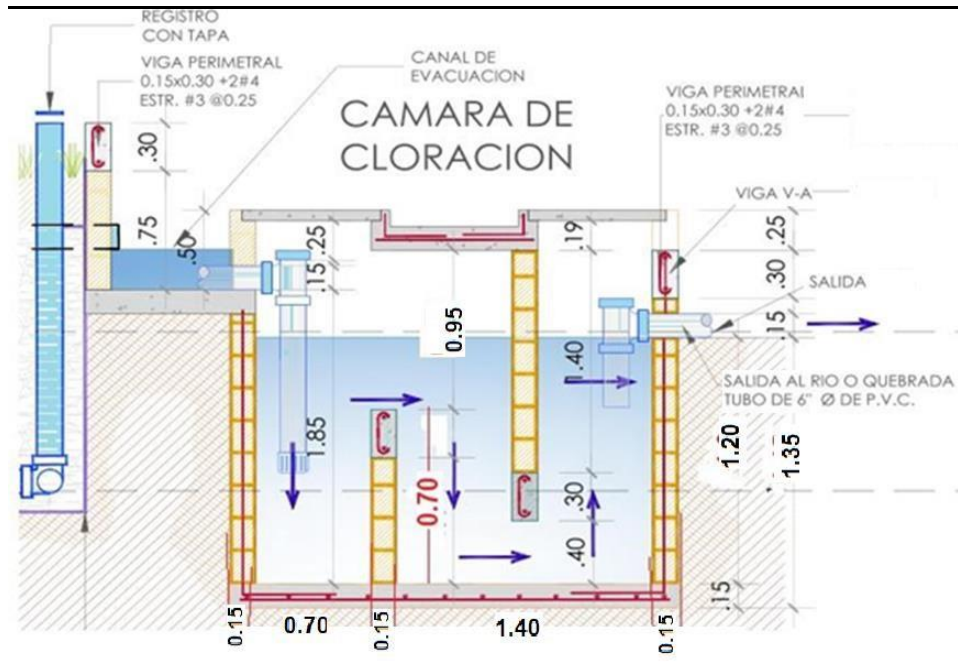 REGISTRO
CON TAPA
VIGA PERIMETRAL
0.15x0.30 +2#4
ESTR. #3 @0.25
CANAL DE
EVACUACION
CAMARA DE
CLORACION
VIGA PERIMETRAl
0.15x0.30 +2#4
ESTR. #3 @0.25
VIGA V-A
.30
.75
.50
.25
.15
.19
.25
.30
.15
SALIDA
0.95
1.40
SALIDA AL RIO O QUEBRADA
TUBO DE 6" Ø DE P.V.C.
1.85
0.70
.30
.40
1.20
1.35
.15
0.15
0.70
0.15
1.40
0.15